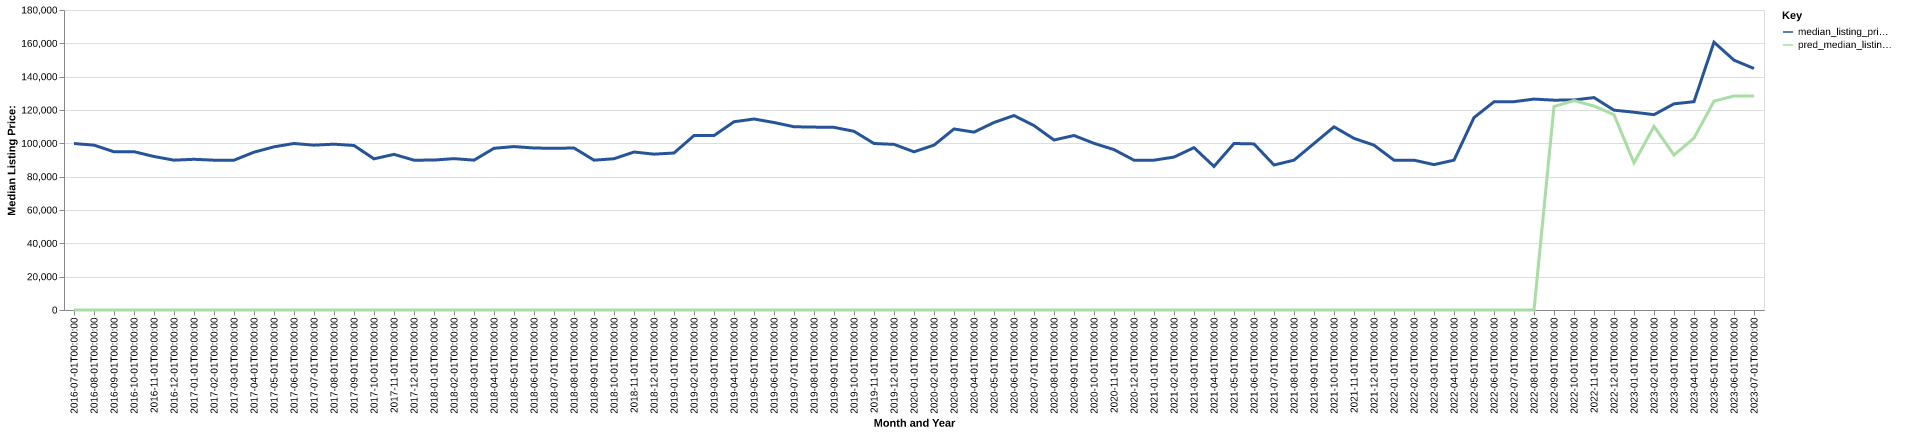 180,000
160,000
140,000
120,000
100,000
80,000
60,000
40,000
20,000
0
Median Listing Price:
2016-07-01T00:00:00
2016-08-01T00:00:00
2016-09-01T00:00:00
2016-10-01T00:00:00
2016-11-01T00:00:00
2016-12-01T00:00:00
2017-01-01T00:00:00
2017-02-01T00:00:00
2017-03-01T00:00:00
2017-04-01T00:00:00
2017-05-01T00:00:00
2017-06-01T00:00:00
2017-07-01T00:00:00
2017-08-01T00:00:00
2017-09-01T00:00:00
2017-10-01T00:00:00
2017-11-01T00:00:00
2017-12-01T00:00:00
2018-01-01T00:00:00
2018-02-01T00:00:00
2018-03-01T00:00:00
2018-04-01T00:00:00
2018-05-01T00:00:00
2018-06-01T00:00:00
2018-07-01T00:00:00
2018-08-01T00:00:00
2018-09-01T00:00:00
2018-10-01T00:00:00
2018-11-01T00:00:00
2018-12-01T00:00:00
2019-01-01T00:00:00
2019-02-01T00:00:00
2019-03-01T00:00:00
2019-04-01T00:00:00
2019-05-01T00:00:00
2019-06-01T00:00:00
2019-07-01T00:00:00
2019-08-01T00:00:00
2019-09-01T00:00:00
2019-10-01T00:00:00
2019-11-01T00:00:00
2019-12-01T00:00:00
2020-01-01T00:00:00
2020-02-01T00:00:00
2020-03-01T00:00:00
2020-04-01T00:00:00
2020-05-01T00:00:00
2020-06-01T00:00:00
2020-07-01T00:00:00
2020-08-01T00:00:00
2020-09-01T00:00:00
2020-10-01T00:00:00
2020-11-01T00:00:00
2020-12-01T00:00:00
2021-01-01T00:00:00
2021-02-01T00:00:00
2021-03-01T00:00:00
2021-04-01T00:00:00
2021-05-01T00:00:00
2021-06-01T00:00:00
2021-07-01T00:00:00
2021-08-01T00:00:00
2021-09-01T00:00:00
2021-10-01T00:00:00
2021-11-01T00:00:00
2021-12-01T00:00:00
2022-01-01T00:00:00
2022-02-01T00:00:00
2022-03-01T00:00:00
2022-04-01T00:00:00
2022-05-01T00:00:00
2022-06-01T00:00:00
2022-07-01T00:00:00
2022-08-01T00:00:00
2022-09-01T00:00:00
2022-10-01T00:00:00
2022-11-01T00:00:00
2022-12-01T00:00:00
2023-01-01T00:00:00
2023-02-01T00:00:00
2023-03-01T00:00:00
2023-04-01T00:00:00
2023-05-01T00:00:00
2023-06-01T00:00:00
2023-07-01T00:00:00
Month and Year
Key
median_listing_pri…
pred_median_listin…